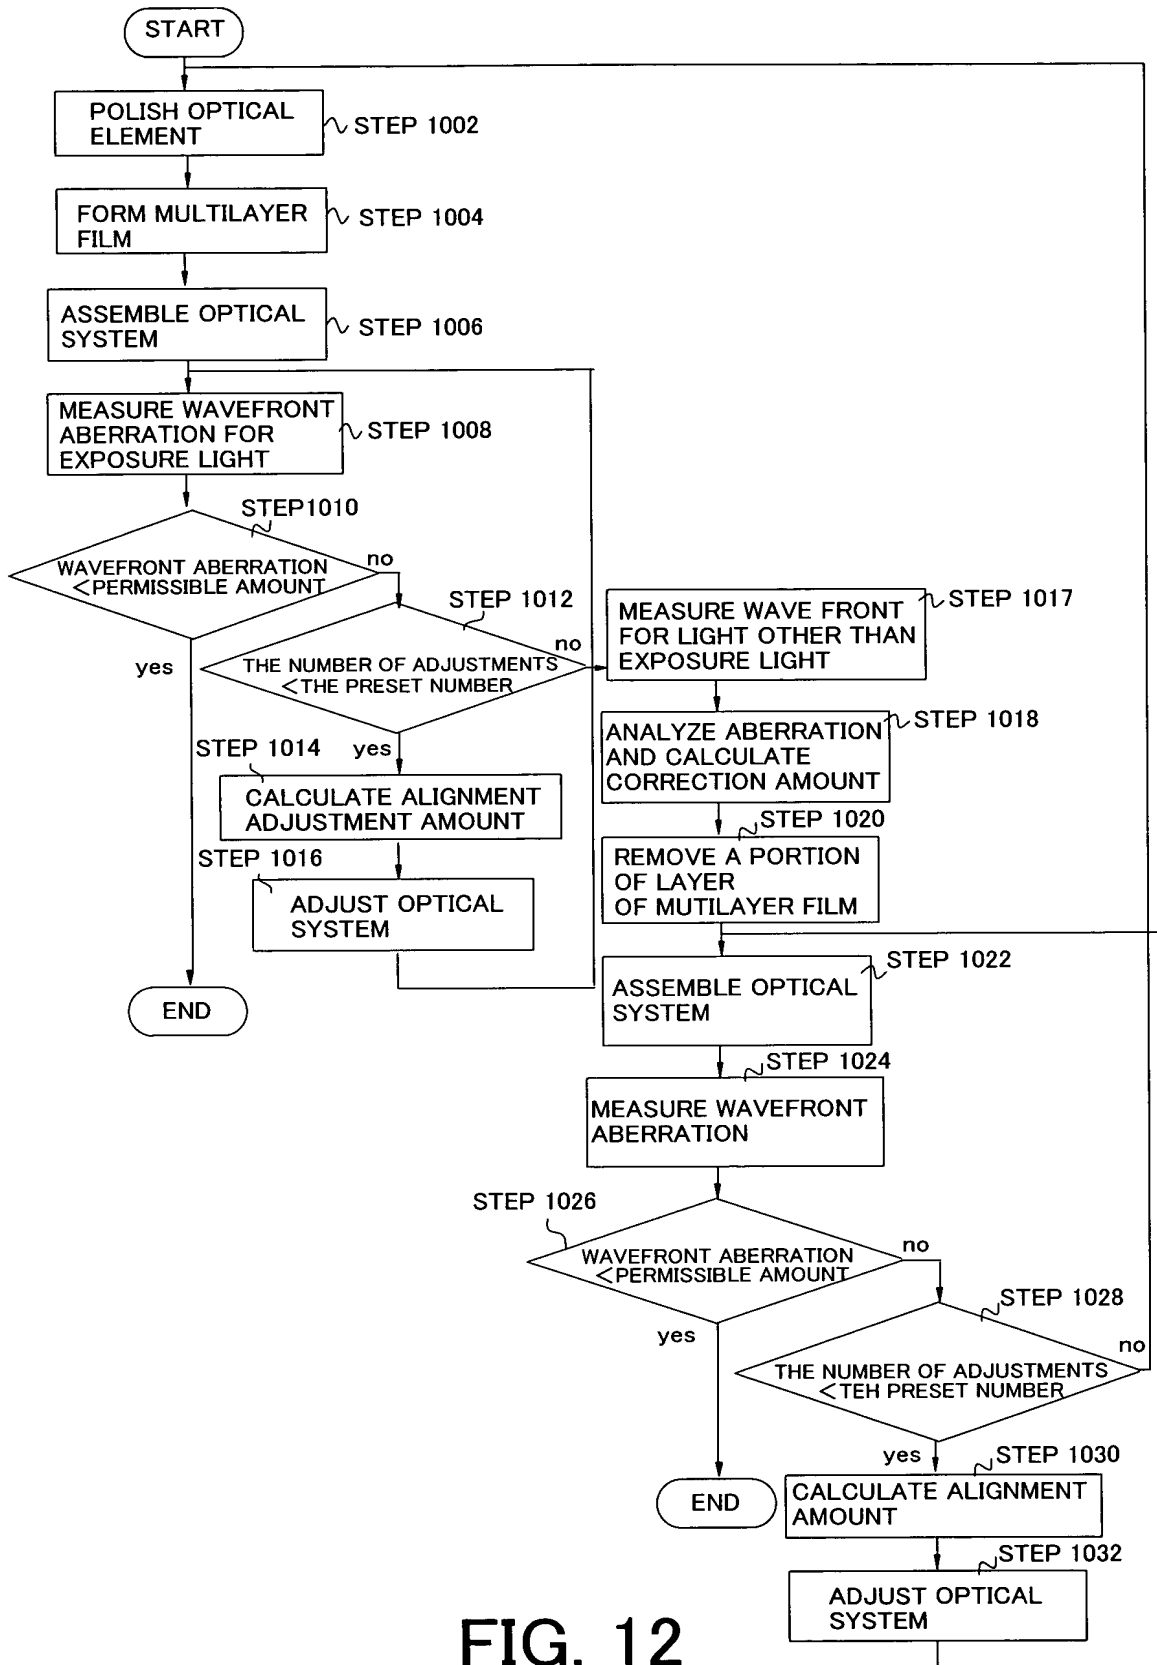 START
POLISH OPTICAL
ELEMENT
STEP 1002
FORM MULTILAYER
FILM
STEP 1004
ASSEMBLE OPTICAL
SYSTEM
STEP 1006
MEASURE WAVEFRONT
ABERRATION FOR
EXPOSURE LIGHT
STEP 1008
STEP1010
WAVEFRONT ABERRATION
<PERMISSIBLE AMOUNT
no
yes
STEP 1012
THE NUMBER OF ADJUSTMENTS
<THE PRESET NUMBER
no
yes
STEP 1014
CALCULATE ALIGNMENT
ADJUSTMENT AMOUNT
STEP 1016
ADJUST OPTICAL
SYSTEM
END
MEASURE WAVE FRONT
FOR LIGHT OTHER THAN
EXPOSURE LIGHT
STEP 1017
ANALYZE ABERRATION
AND CALCULATE
CORRECTION AMOUNT
STEP 1018
STEP 1020
REMOVE A PORTION
OF LAYER
OF MUTILAYER FILM
STEP 1022
ASSEMBLE OPTICAL
SYSTEM
STEP 1024
MEASURE WAVEFRONT
ABERRATION
STEP 1026
WAVEFRONT ABERRATION
<PERMISSIBLE AMOUNT
no
yes
STEP 1028
THE NUMBER OF ADJUSTMENTS
<TEH PRESET NUMBER
no
yes
END
STEP 1030
CALCULATE ALIGNMENT
AMOUNT
STEP 1032
ADJUST OPTICAL
SYSTEM
FIG. 12